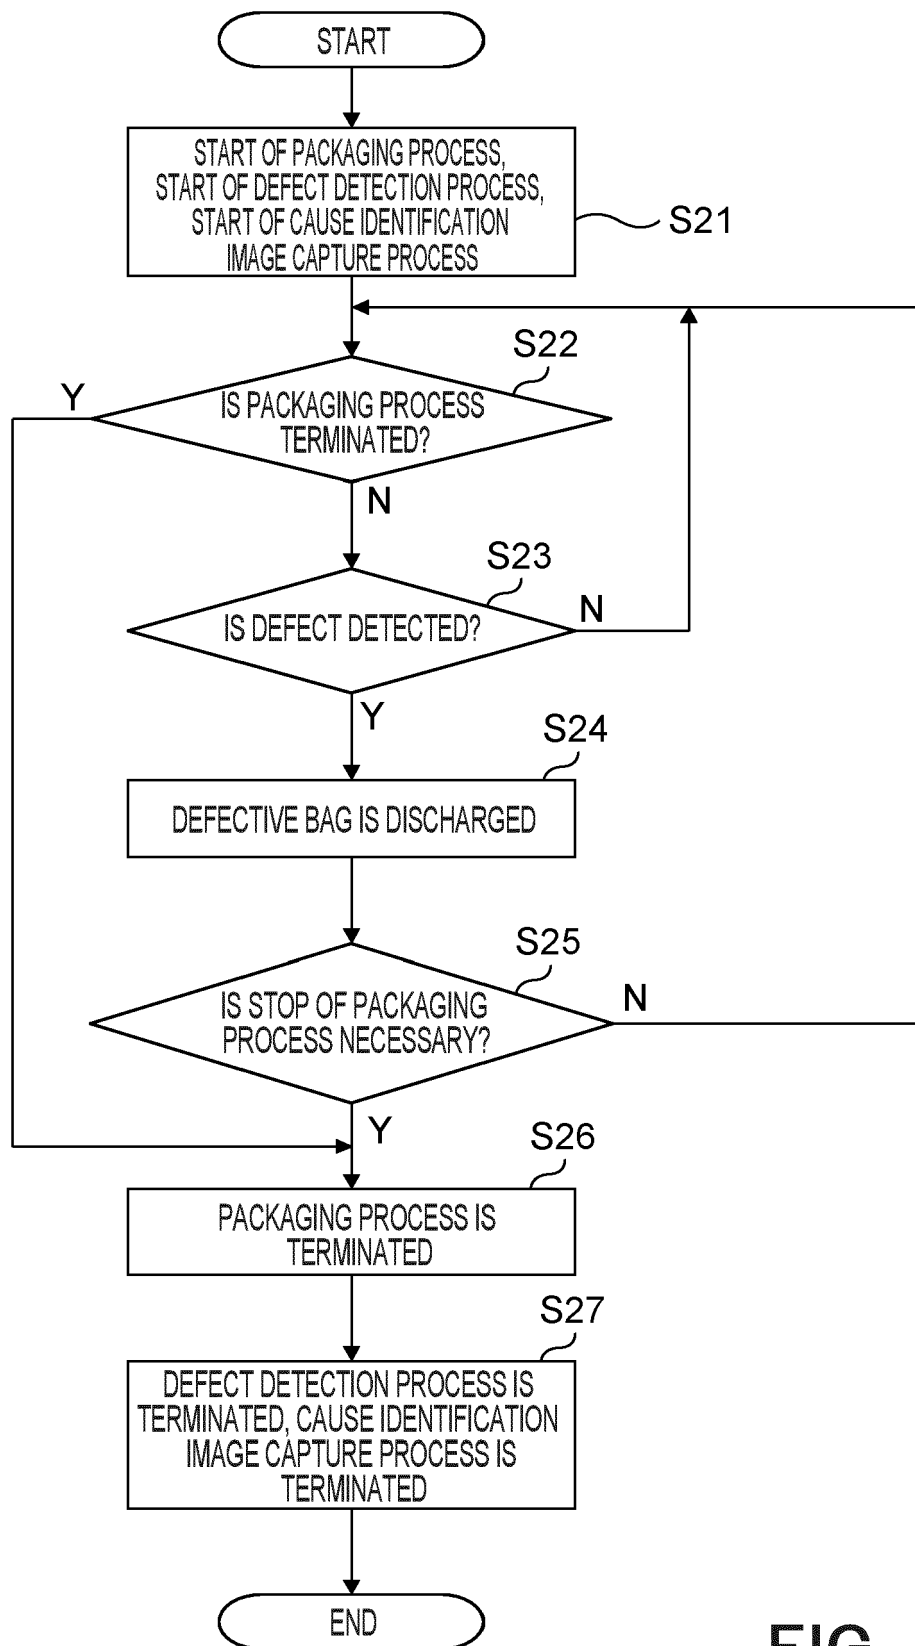 START
START OF PACKAGING PROCESS,
START OF DEFECT DETECTION PROCESS,
START OF CAUSE IDENTIFICATION
IMAGE CAPTURE PROCESS
S21
S22
Y
IS PACKAGING PROCESS
TERMINATED?
N
S23
IS DEFECT DETECTED?
N
Y
S24
DEFECTIVE BAG IS DISCHARGED
S25
IS STOP OF PACKAGING
PROCESS NECESSARY?
N
Y
S26
PACKAGING PROCESS IS
TERMINATED
S27
DEFECT DETECTION PROCESS IS
TERMINATED, CAUSE IDENTIFICATION
IMAGE CAPTURE PROCESS IS
TERMINATED
END
FIG